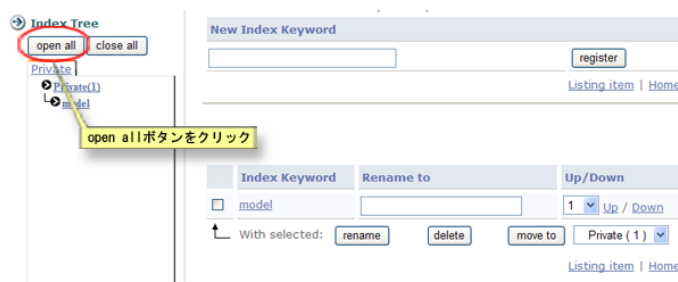 Index Tree
open all close all
Private
Private(1)
model
open allボタンをクリック
New Index Keyword
register
Listing item | Home
Index Keyword Rename to Up/Down
model 1 Up / Down
With selected: rename delete move to Private ( 1 )
Listing item | Home